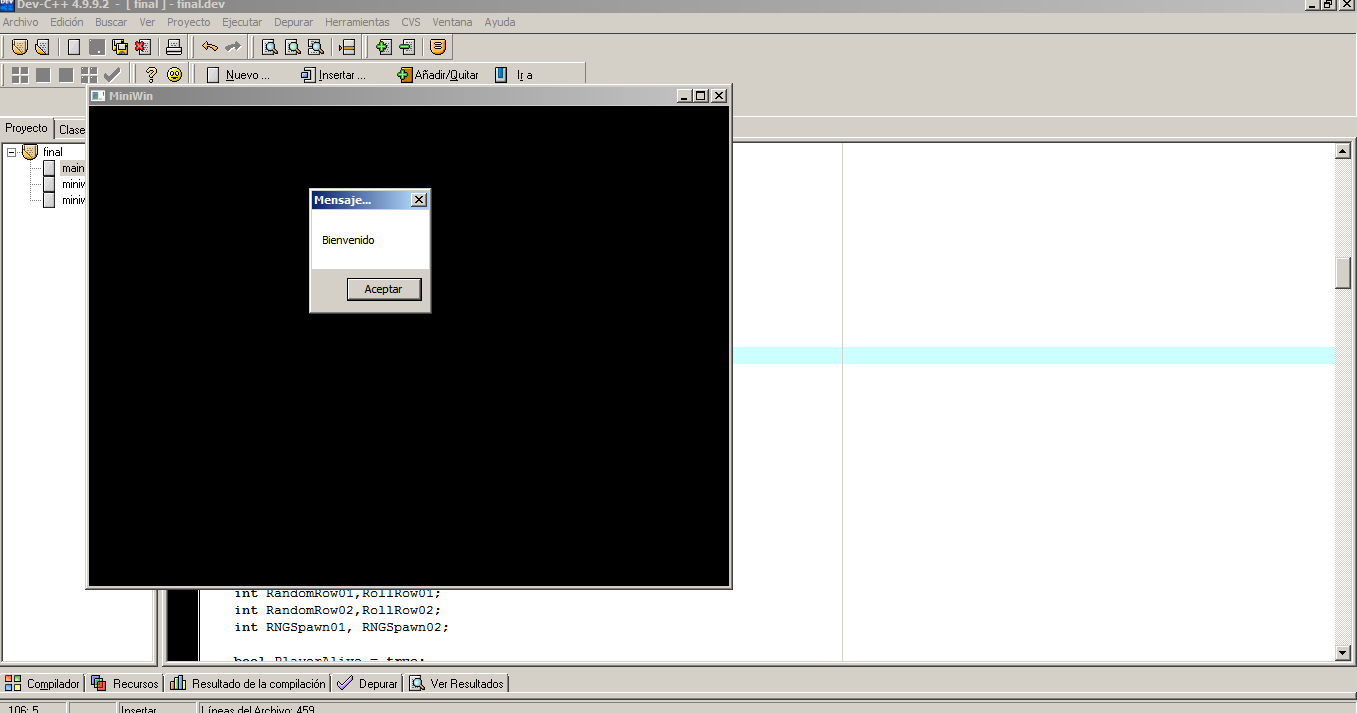 Dev-C++ 4.9.9.2 - [ final ] - final.dev
Archivo Edición Buscar Ver Proyecto Ejecutar Depurar Herramientas CVS Ventana Ayuda
Nuevo ... Insertar ... Añadir/Quitar Ir a
MiniWin
Proyecto Clase
final
main
miniw
miniw
Mensaje...
Bienvenido
Aceptar
int RandomRow01,RollRow01;
int RandomRow02,RollRow02;
int RNGSpawn01, RNGSpawn02;
bool PlayerAlive = true;
Compilador Recursos Resultado de la compilación Depurar Ver Resultados
106: 5 Insertar Líneas del Archivo: 459